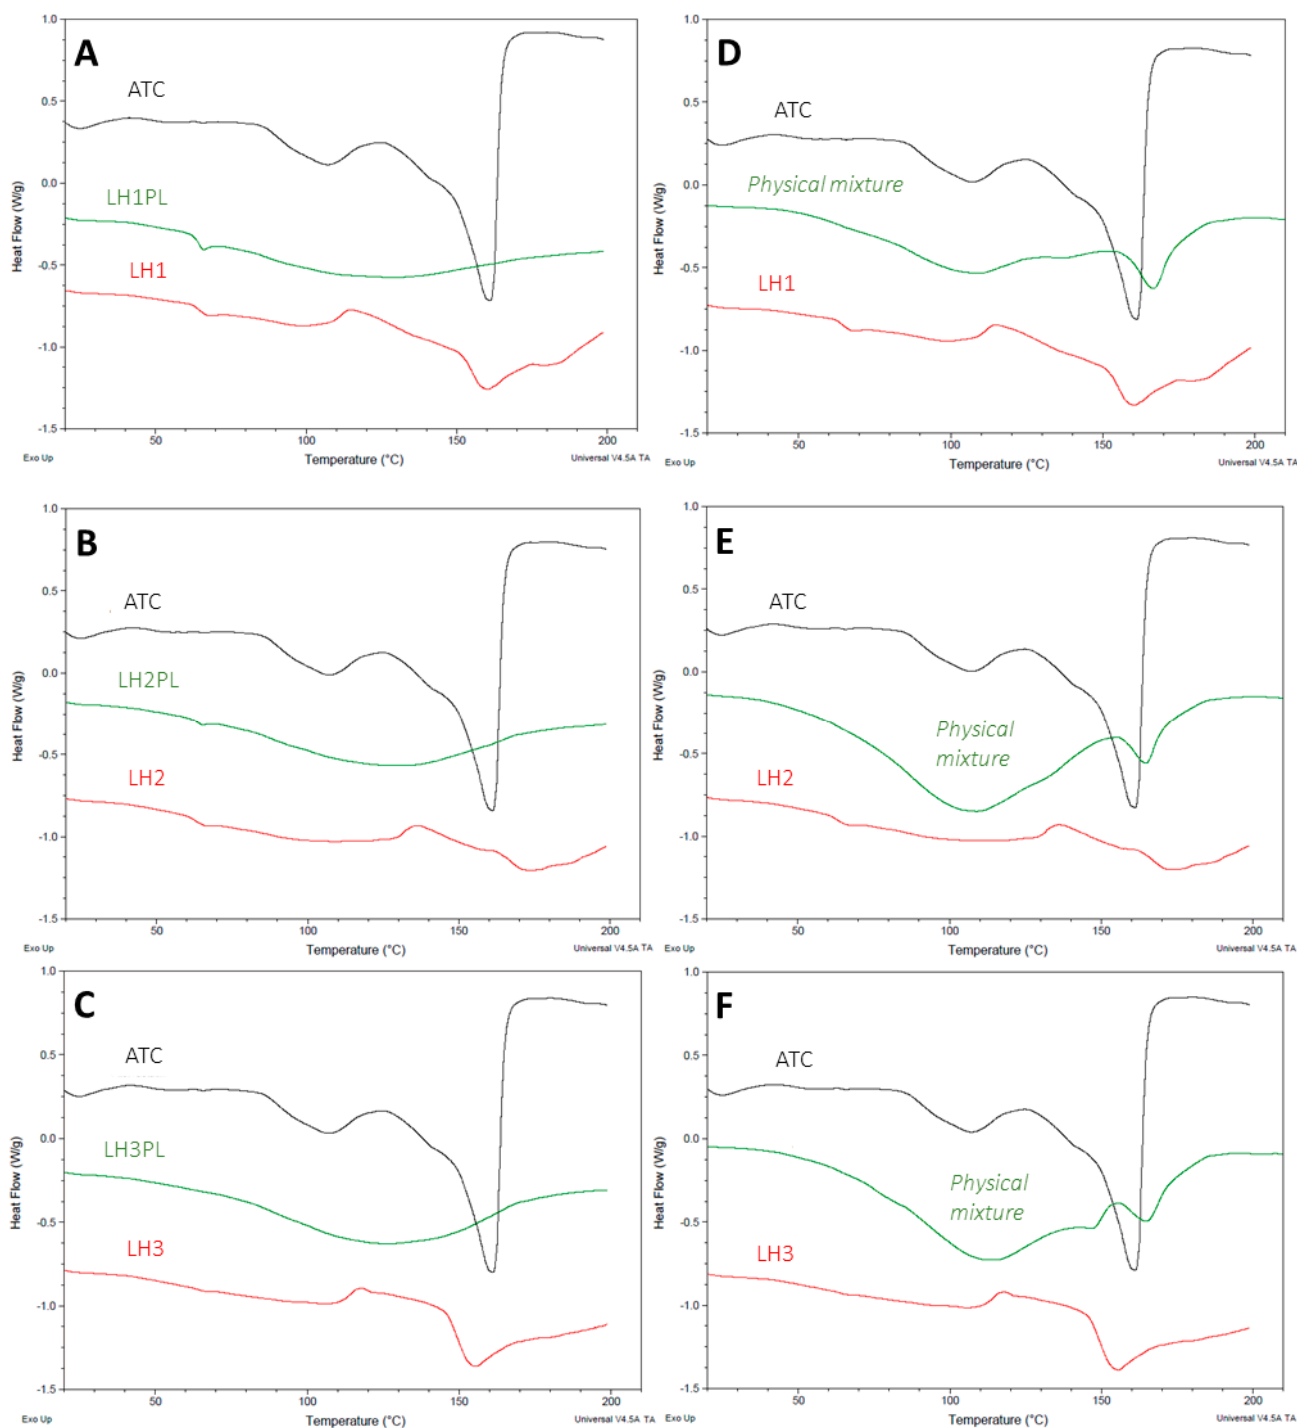 A
1.0
ATC
0.5
LH1PL
0.0
Heat Flow (W/g)
-0.5
LH1
-1.0
-1.5
50
100
150
200
Exo Up
Temperature (°C)
Universal V4.5A TA
D
1.0
ATC
0.5
Physical mixture
0.0
Heat Flow (W/g)
-0.5
LH1
-1.0
-1.5
50
100
150
200
Exo Up
Temperature (°C)
Universal V4.5A TA
B
1.0
ATC
0.5
LH2PL
0.0
Heat Flow (W/g)
-0.5
LH2
-1.0
-1.5
50
100
150
200
Exo Up
Temperature (°C)
Universal V4.5A TA
E
1.0
ATC
0.5
0.0
Heat Flow (W/g)
Physical
mixture
-0.5
LH2
-1.0
-1.5
50
100
150
200
Exo Up
Temperature (°C)
Universal V4.5A TA
C
1.0
ATC
0.5
LH3PL
0.0
Heat Flow (W/g)
-0.5
LH3
-1.0
-1.5
50
100
150
200
Exo Up
Temperature (°C)
Universal V4.5A TA
F
1.0
ATC
0.5
0.0
Heat Flow (W/g)
Physical
mixture
-0.5
LH3
-1.0
-1.5
50
100
150
200
Exo Up
Temperature (°C)
Universal V4.5A TA